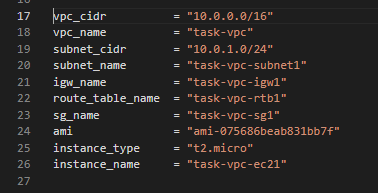 17 vpc_cidr = "10.0.0.0/16"
18 vpc_name = "task-vpc"
19 subnet_cidr = "10.0.1.0/24"
20 subnet_name = "task-vpc-subnet1"
21 igw_name = "task-vpc-igw1"
22 route_table_name = "task-vpc-rtb1"
23 sg_name = "task-vpc-sg1"
24 ami = "ami-075686beab831bb7f"
25 instance_type = "t2.micro"
26 instance_name = "task-vpc-ec21"
27